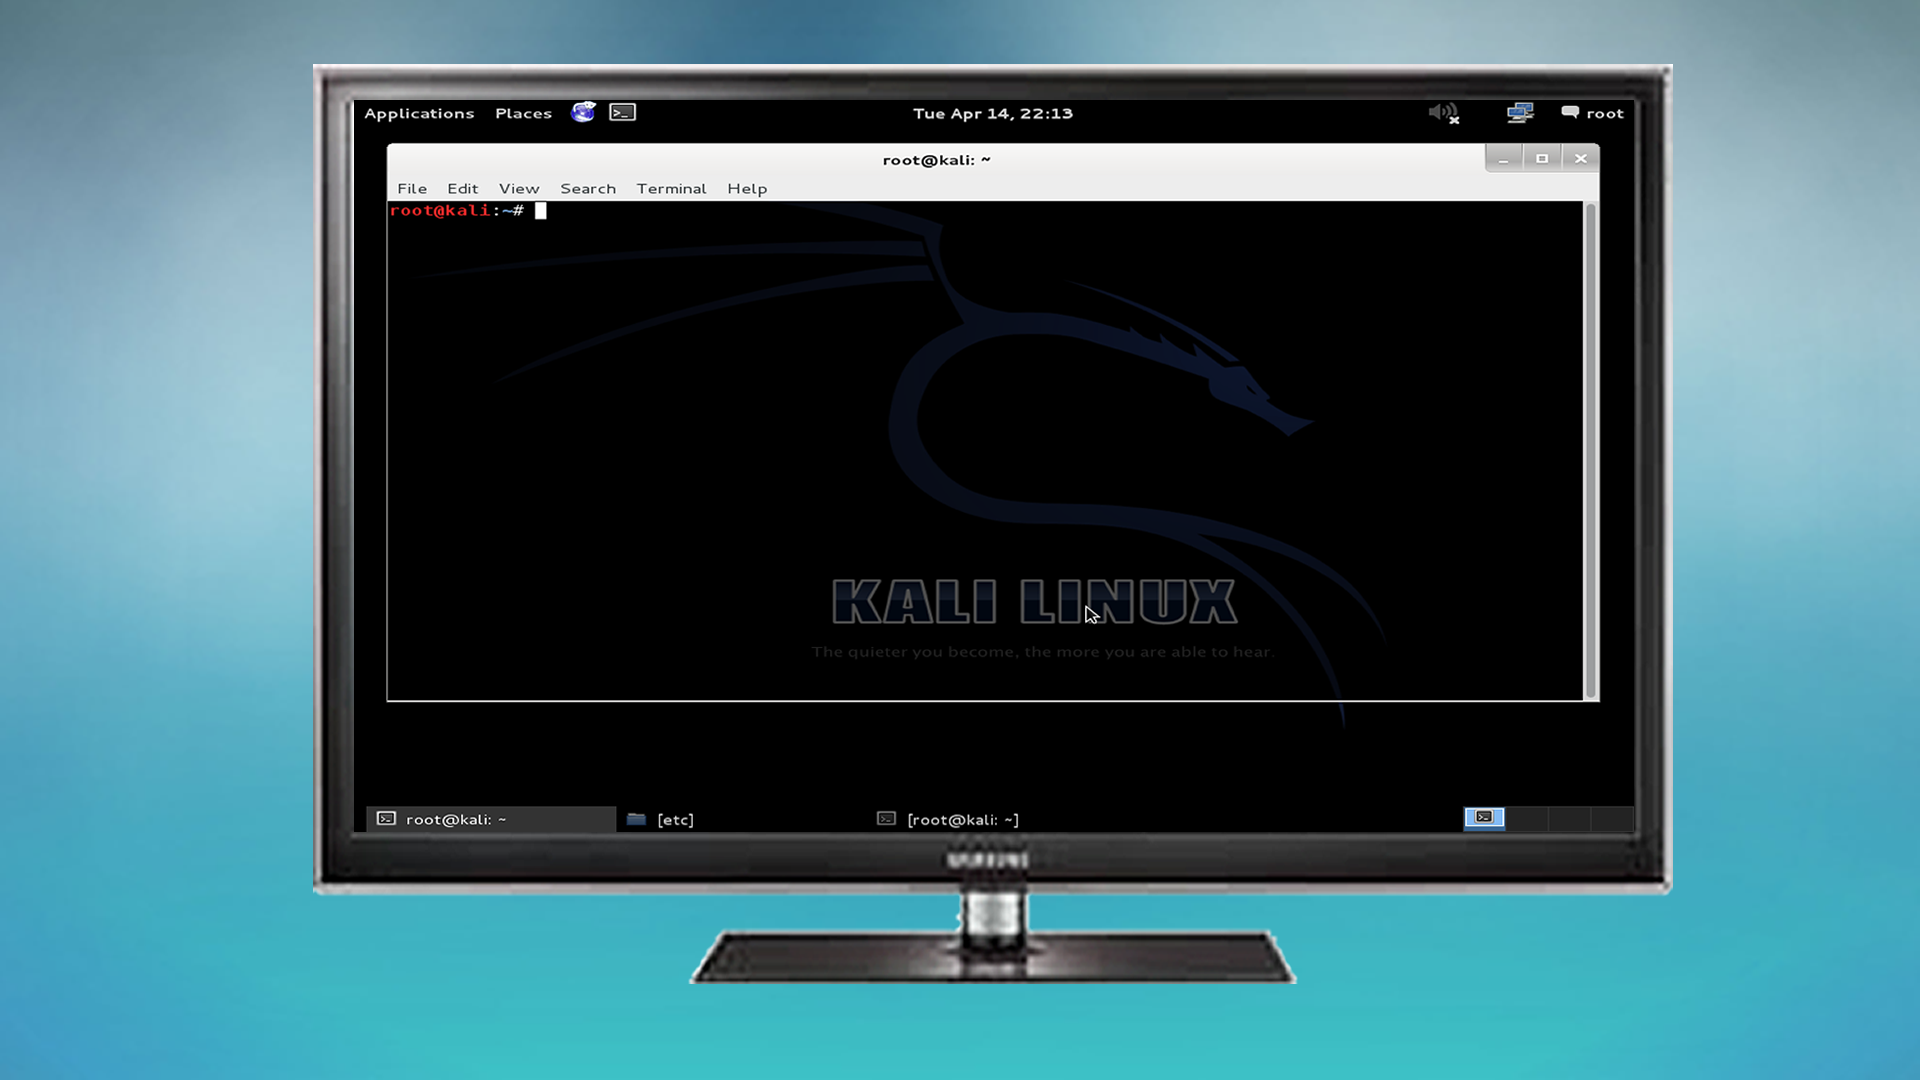 Applications Places Tue Apr 14, 22:13 root
root@kali: ~
File Edit View Search Terminal Help
root@kali:~#
KALI LINUX
The quieter you become, the more you are able to hear.
root@kali: ~ [etc] [root@kali: ~]
SAMSUNG